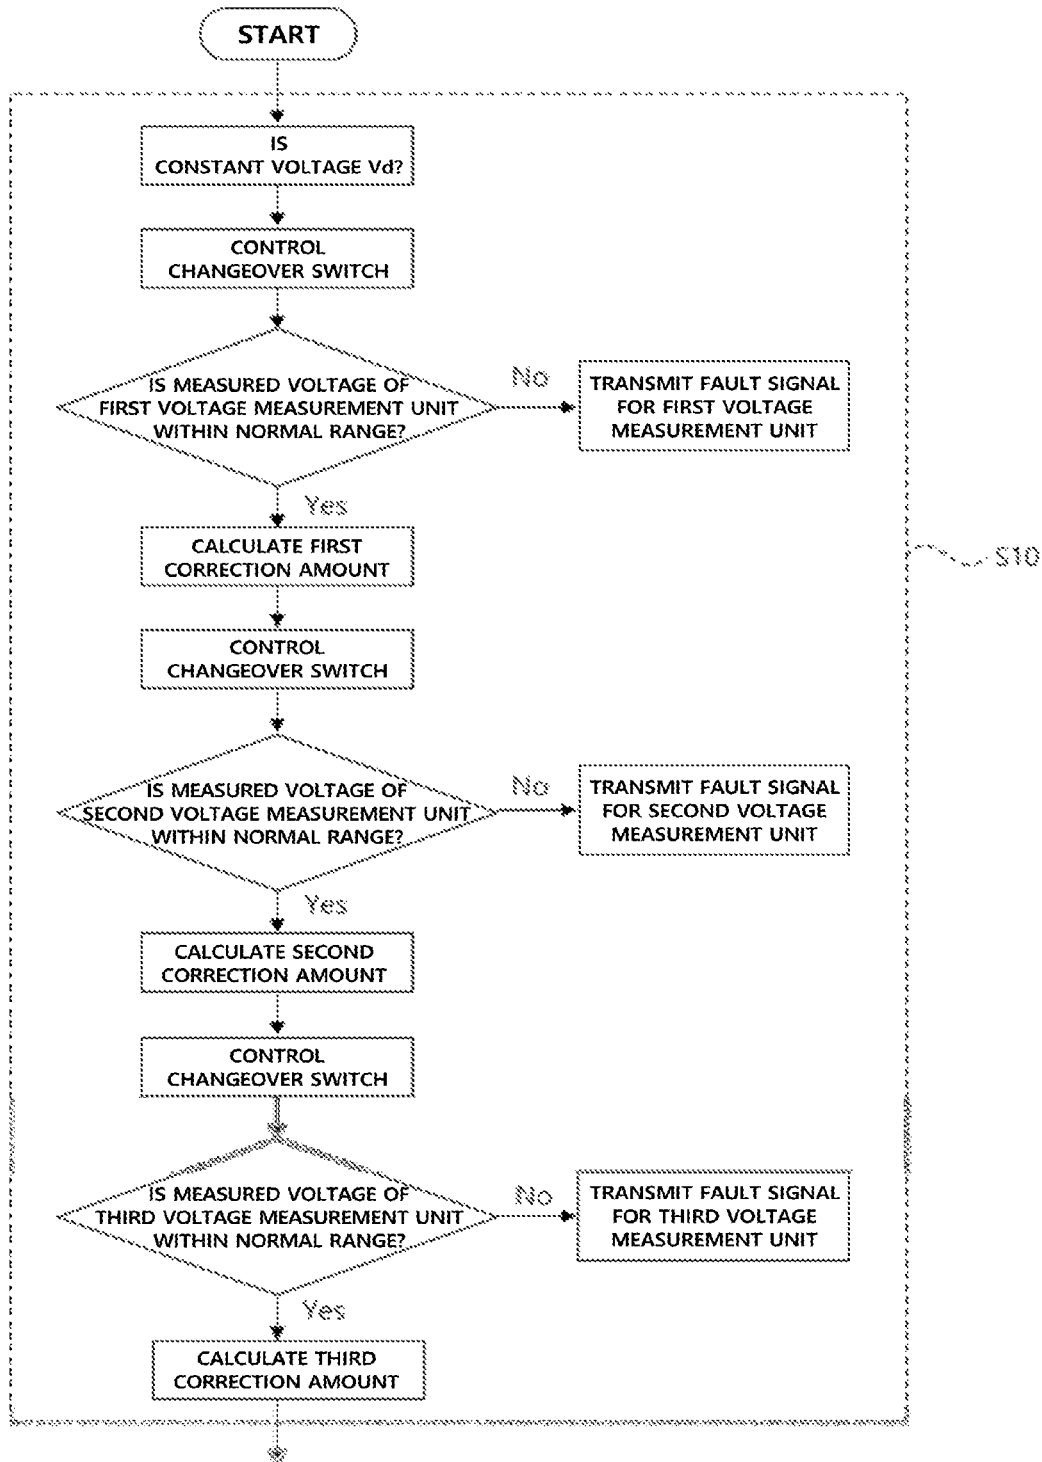 START
IS
CONSTANT VOLTAGE Vd?
CONTROL
CHANGEOVER SWITCH
IS MEASURED VOLTAGE OF
FIRST VOLTAGE MEASUREMENT UNIT
WITHIN NORMAL RANGE?
No
TRANSMIT FAULT SIGNAL
FOR FIRST VOLTAGE
MEASUREMENT UNIT
Yes
CALCULATE FIRST
CORRECTION AMOUNT
S10
CONTROL
CHANGEOVER SWITCH
IS MEASURED VOLTAGE OF
SECOND VOLTAGE MEASUREMENT UNIT
WITHIN NORMAL RANGE?
No
TRANSMIT FAULT SIGNAL
FOR SECOND VOLTAGE
MEASUREMENT UNIT
Yes
CALCULATE SECOND
CORRECTION AMOUNT
CONTROL
CHANGEOVER SWITCH
IS MEASURED VOLTAGE OF
THIRD VOLTAGE MEASUREMENT UNIT
WITHIN NORMAL RANGE?
No
TRANSMIT FAULT SIGNAL
FOR THIRD VOLTAGE
MEASUREMENT UNIT
Yes
CALCULATE THIRD
CORRECTION AMOUNT